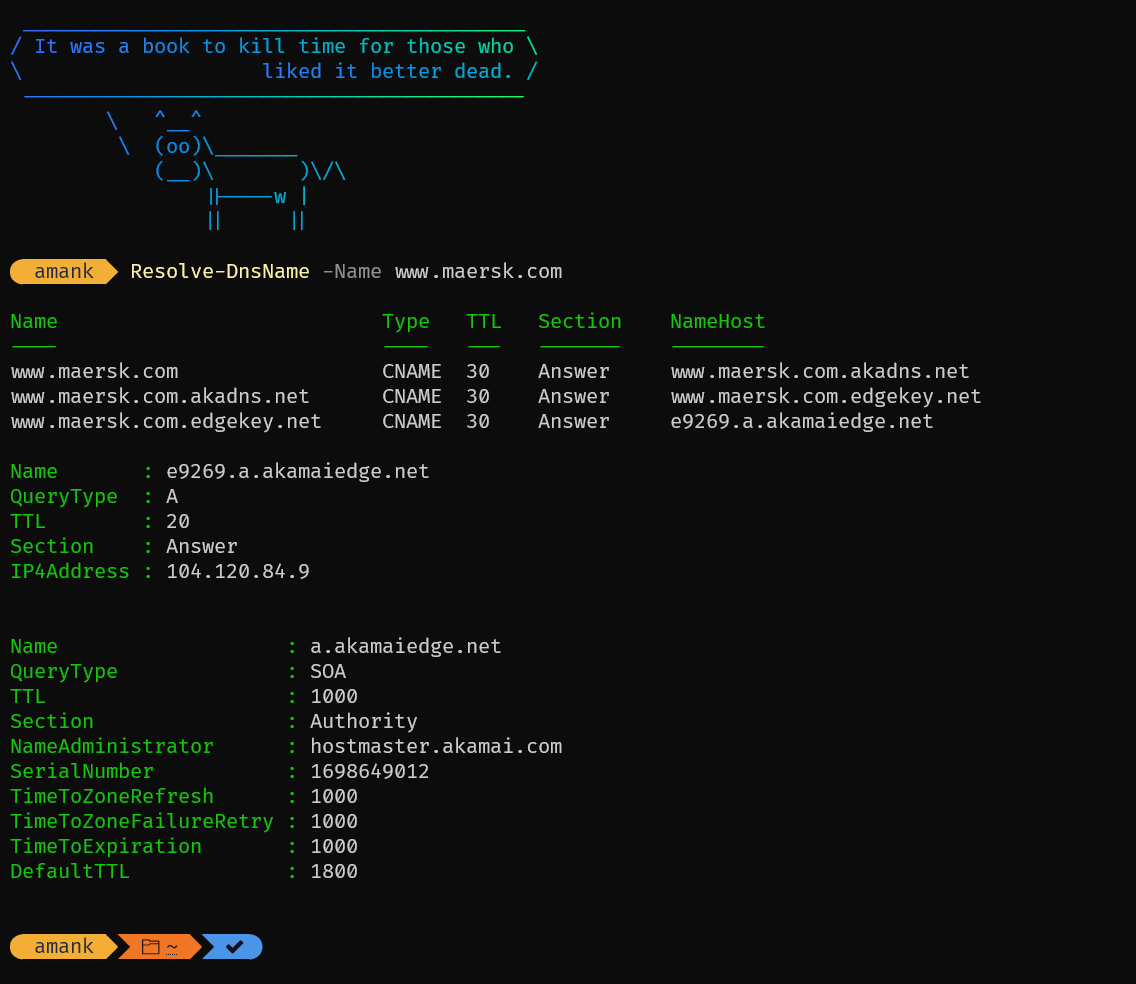 / It was a book to kill time for those who \
\                    liked it better dead. /
        \   ^__^
         \  (oo)\_______
            (__)\       )\/\
                ||-----w |
                ||     ||
amank Resolve-DnsName -Name www.maersk.com
Name                           Type   TTL   Section    NameHost
----                           ----   ---   -------    --------
www.maersk.com                 CNAME  30    Answer     www.maersk.com.akadns.net
www.maersk.com.akadns.net      CNAME  30    Answer     www.maersk.com.edgekey.net
www.maersk.com.edgekey.net     CNAME  30    Answer     e9269.a.akamaiedge.net
Name       : e9269.a.akamaiedge.net
QueryType  : A
TTL        : 20
Section    : Answer
IP4Address : 104.120.84.9
Name                   : a.akamaiedge.net
QueryType              : SOA
TTL                    : 1000
Section                : Authority
NameAdministrator      : hostmaster.akamai.com
SerialNumber           : 1698649012
TimeToZoneRefresh      : 1000
TimeToZoneFailureRetry : 1000
TimeToExpiration       : 1000
DefaultTTL             : 1800
amank ~ ✔